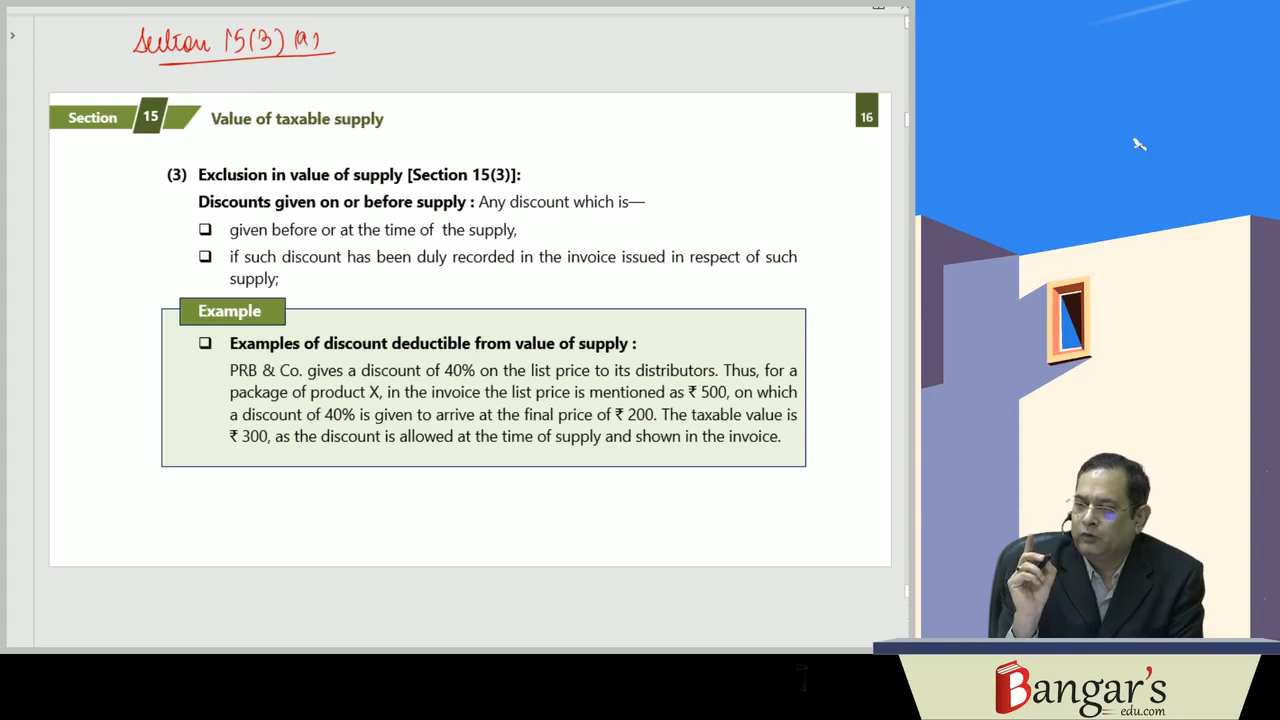 Section 15(3)(a)
Section 15 Value of taxable supply 16
(3) Exclusion in value of supply [Section 15(3)]:
Discounts given on or before supply : Any discount which is—
❑ given before or at the time of the supply,
❑ if such discount has been duly recorded in the invoice issued in respect of such
supply;
Example
❑ Examples of discount deductible from value of supply :
PRB & Co. gives a discount of 40% on the list price to its distributors. Thus, for a
package of product X, in the invoice the list price is mentioned as ₹ 500, on which
a discount of 40% is given to arrive at the final price of ₹ 200. The taxable value is
₹ 300, as the discount is allowed at the time of supply and shown in the invoice.
Bangar's
edu.com